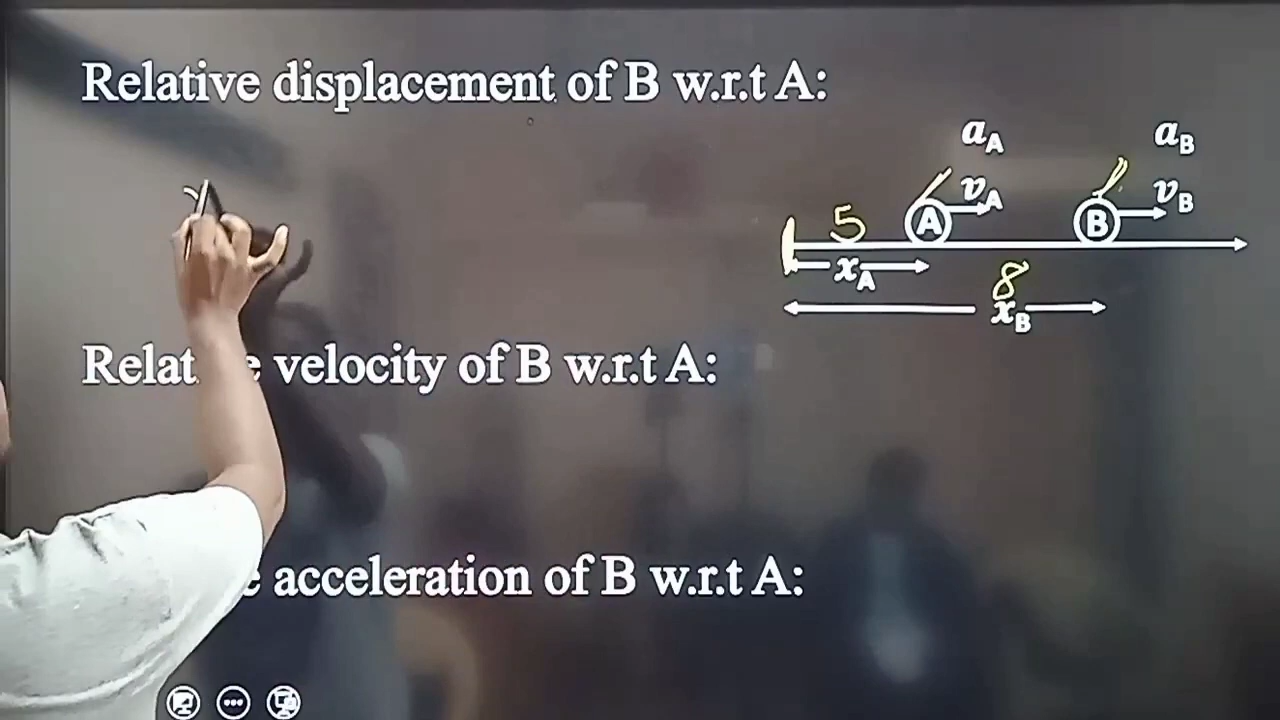 Relative displacement of B w.r.t A:
a_A a_B
v_A v_B
5 A B
x_A
8
x_B
velocity of B w.r.t A:
acceleration of B w.r.t A: